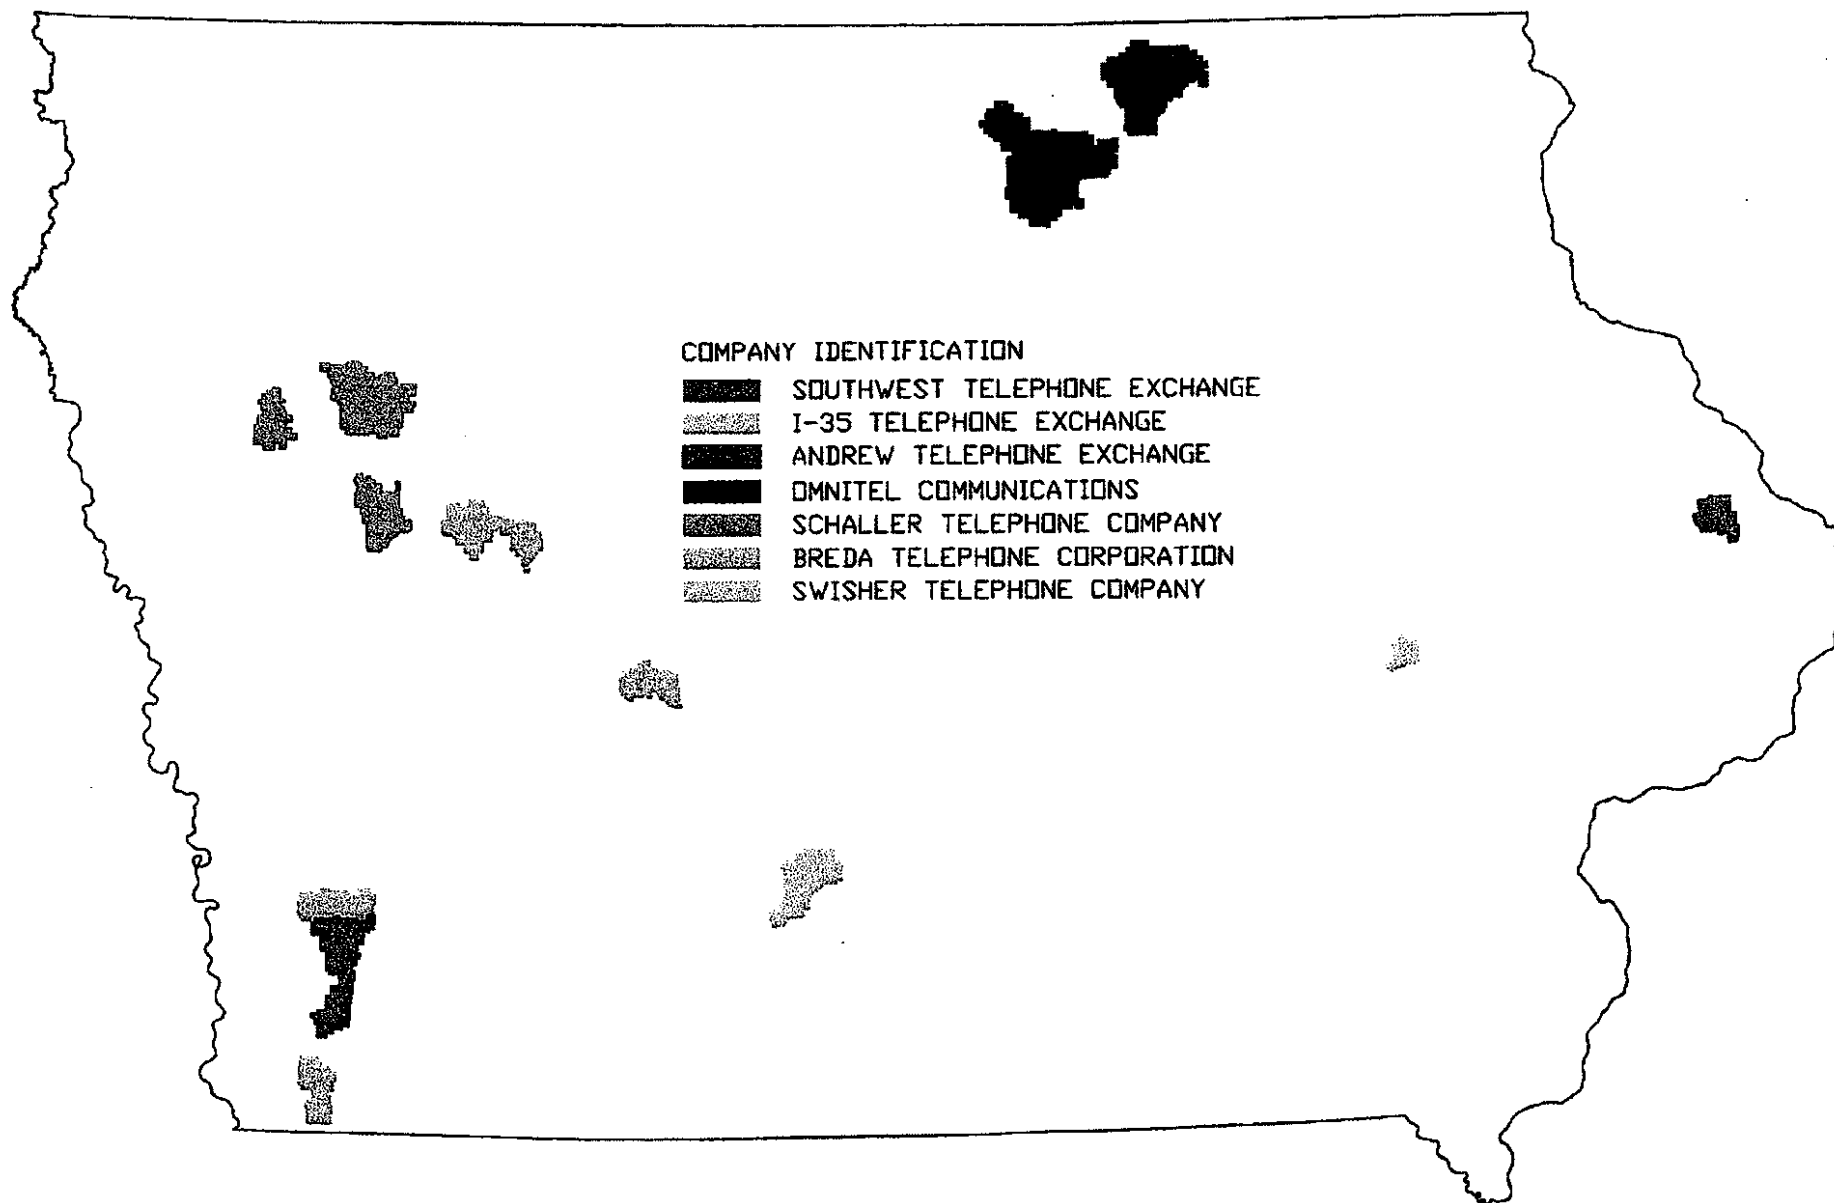 COMPANY IDENTIFICATION
SOUTHWEST TELEPHONE EXCHANGE
I-35 TELEPHONE EXCHANGE
ANDREW TELEPHONE EXCHANGE
OMNITEL COMMUNICATIONS
SCHALLER TELEPHONE COMPANY
BREDA TELEPHONE CORPORATION
SWISHER TELEPHONE COMPANY